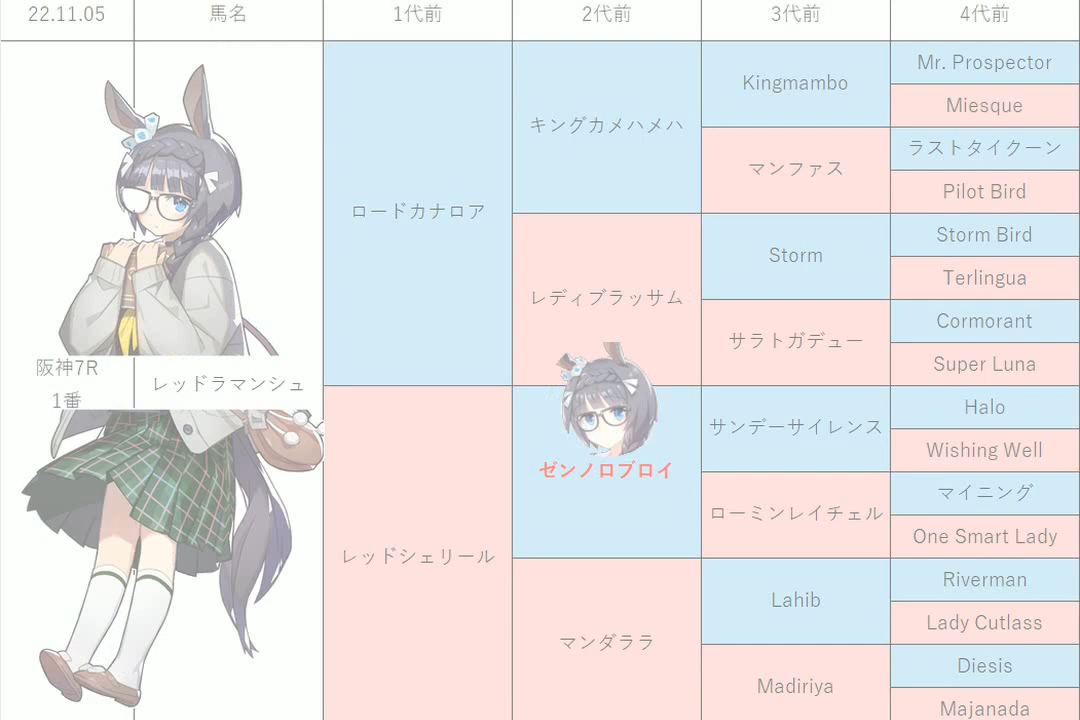 22.11.05
馬名
1代前
2代前
3代前
4代前
阪神7R
1番
レッドラマンシュ
ロードカナロア
レッドシェリール
キングカメハメハ
レディブラッサム
ゼンノロブロイ
マンダララ
Kingmambo
マンファス
Storm
サラトガデュー
サンデーサイレンス
ローミンレイチェル
Lahib
Madiriya
Mr. Prospector
Miesque
ラストタイクーン
Pilot Bird
Storm Bird
Terlingua
Cormorant
Super Luna
Halo
Wishing Well
マイニング
One Smart Lady
Riverman
Lady Cutlass
Diesis
Majanada